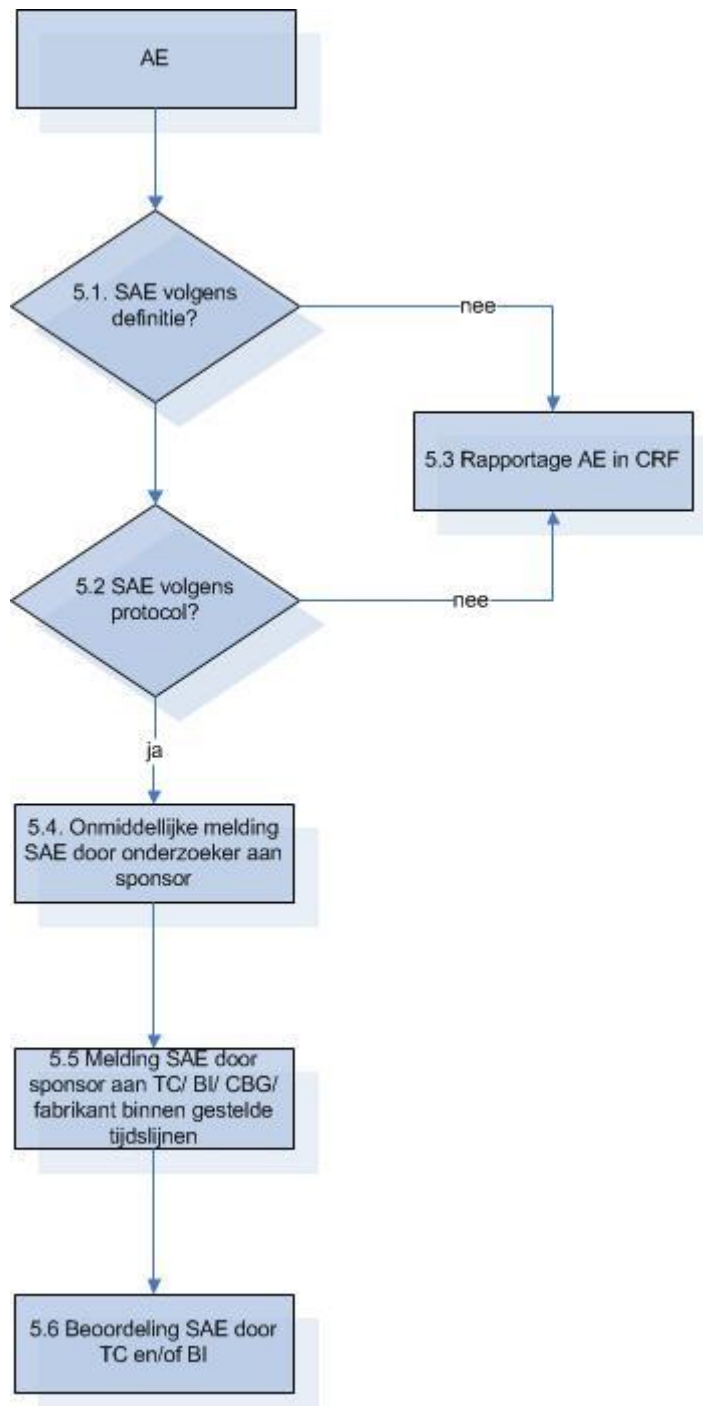 AE
5.1. SAE volgens
definitie?
nee
5.3 Rapportage AE in CRF
5.2 SAE volgens
protocol?
nee
ja
5.4. Onmiddellijke melding
SAE door onderzoeker aan
sponsor
5.5 Melding SAE door
sponsor aan TC/ BI/ CBG/
fabrikant binnen gestelde
tijdslijnen
5.6 Beoordeling SAE door
TC en/of BI